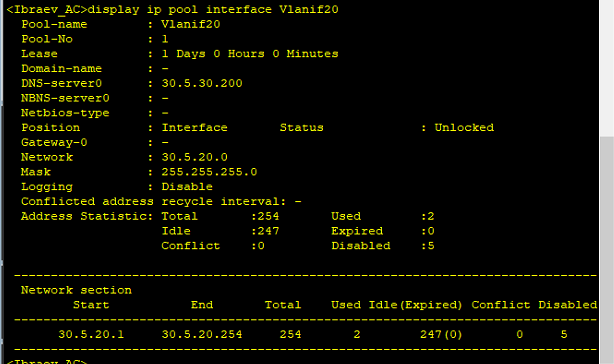 <Ibraev_AC>display ip pool interface Vlanif20
Pool-name : Vlanif20
Pool-No : 1
Lease : 1 Days 0 Hours 0 Minutes
Domain-name : -
DNS-server0 : 30.5.30.200
NBNS-server0 : -
Netbios-type : -
Position : Interface Status : Unlocked
Gateway-0 : -
Network : 30.5.20.0
Mask : 255.255.255.0
Logging : Disable
Conflicted address recycle interval: -
Address Statistic: Total :254 Used :2
Idle :247 Expired :0
Conflict :0 Disabled :5
-------------------------------------------------------------------------------
Network section
Start End Total Used Idle(Expired) Conflict Disabled
-------------------------------------------------------------------------------
30.5.20.1 30.5.20.254 254 2 247(0) 0 5
-------------------------------------------------------------------------------
<Ibraev_AC>